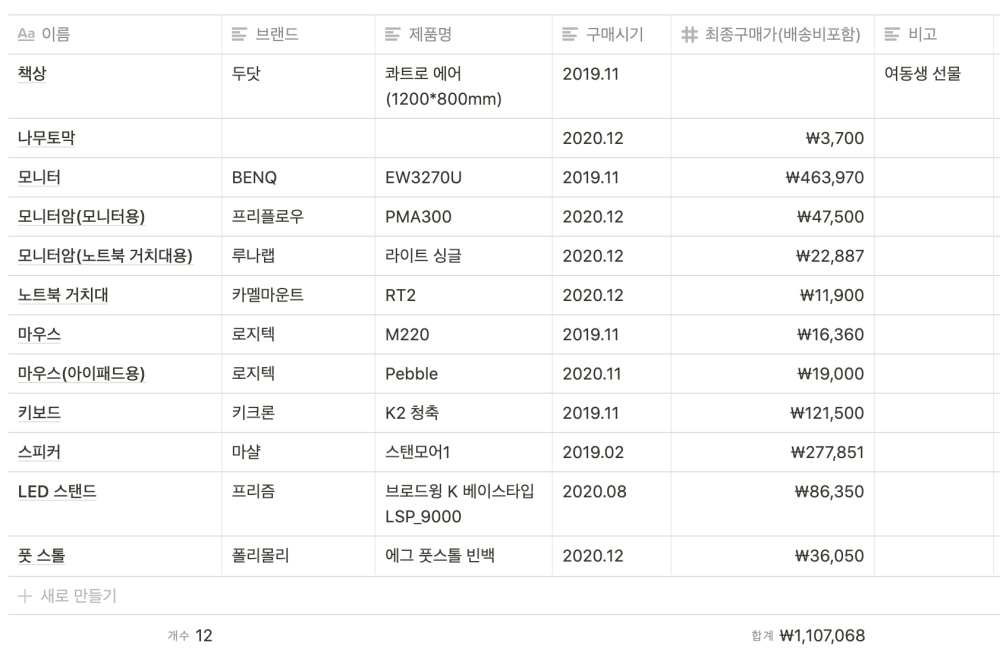 Aa 이름 브랜드 제품명 구매시기 # 최종구매가(배송비포함) 비고
책상 두닷 콰트로 에어 2019.11 여동생 선물
(1200*800mm)
나무토막 2020.12 ₩3,700
모니터 BENQ EW3270U 2019.11 ₩463,970
모니터암(모니터용) 프리플로우 PMA300 2020.12 ₩47,500
모니터암(노트북 거치대용) 루나랩 라이트 싱글 2020.12 ₩22,887
노트북 거치대 카멜마운트 RT2 2020.12 ₩11,900
마우스 로지텍 M220 2019.11 ₩16,360
마우스(아이패드용) 로지텍 Pebble 2020.11 ₩19,000
키보드 키크론 K2 청축 2019.11 ₩121,500
스피커 마샬 스탠모어1 2019.02 ₩277,851
LED 스탠드 프리즘 브로드윙 K 베이스타입 2020.08 ₩86,350
LSP_9000
풋 스톨 폴리몰리 에그 풋스톨 빈백 2020.12 ₩36,050
+ 새로 만들기
개수 12 합계 ₩1,107,068